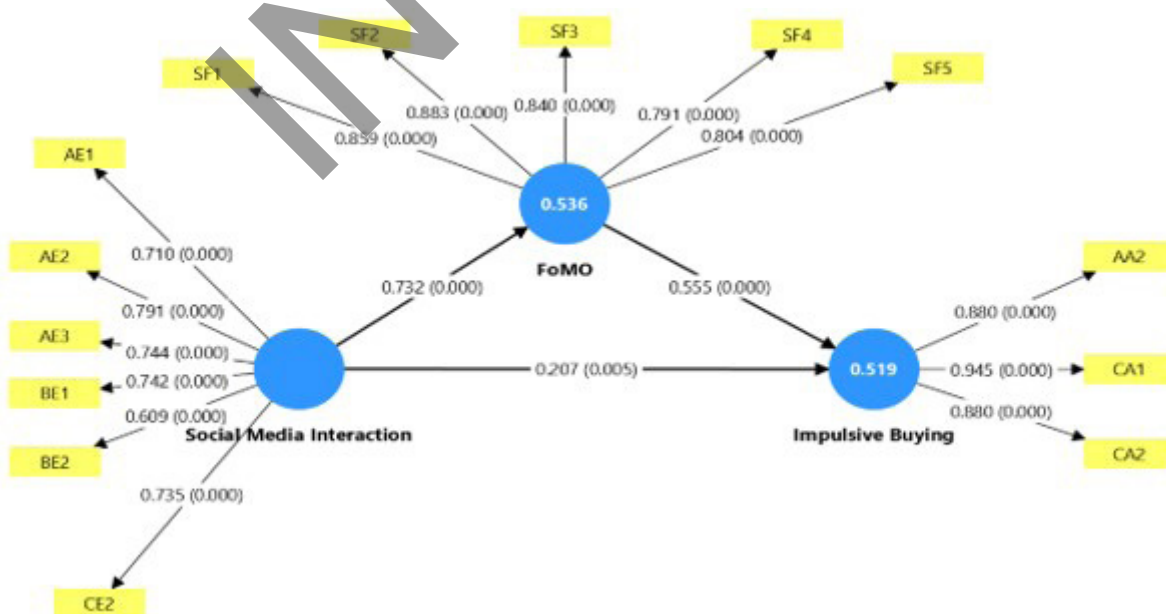 SF1
SF2
SF3
SF4
SF5
0.859 (0.000)
0.883 (0.000)
0.840 (0.000)
0.791 (0.000)
0.804 (0.000)
AE1
AE2
AE3
BE1
BE2
CE2
0.710 (0.000)
0.791 (0.000)
0.744 (0.000)
0.742 (0.000)
0.609 (0.000)
0.735 (0.000)
Social Media Interaction
0.732 (0.000)
0.536
FoMO
0.555 (0.000)
0.207 (0.005)
0.519
Impulsive Buying
0.880 (0.000)
0.945 (0.000)
0.880 (0.000)
AA2
CA1
CA2